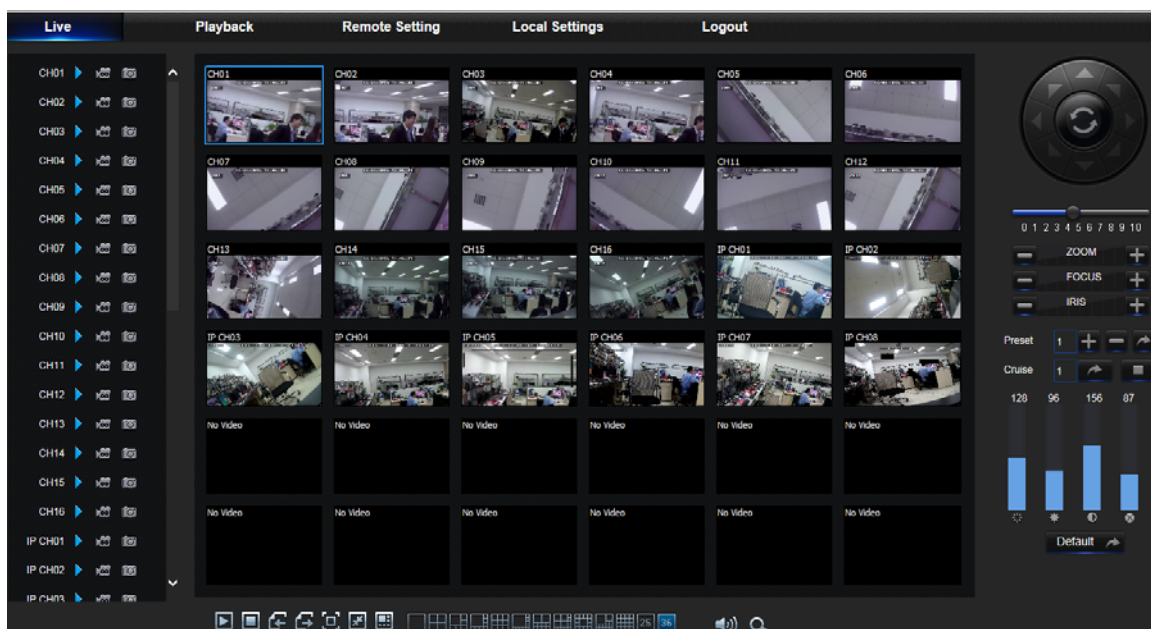 Live Playback Remote Setting Local Settings Logout
CH01
CH02
CH03
CH04
CH05
CH06
CH07
CH08
CH09
CH10
CH11
CH12
CH13
CH14
CH15
CH16
IP CH01
IP CH02
IP CH03
CH01 CH02 CH03 CH04 CH05 CH06
CH07 CH08 CH09 CH10 CH11 CH12
CH13 CH14 CH15 CH16 IP CH01 IP CH02
IP CH03 IP CH04 IP CH05 IP CH06 IP CH07 IP CH08
No Video No Video No Video No Video No Video No Video
No Video No Video No Video No Video No Video No Video
25 36
0 1 2 3 4 5 6 7 8 9 10
ZOOM
FOCUS
IRIS
Preset 1
Cruise 1
128 96 156 87
Default